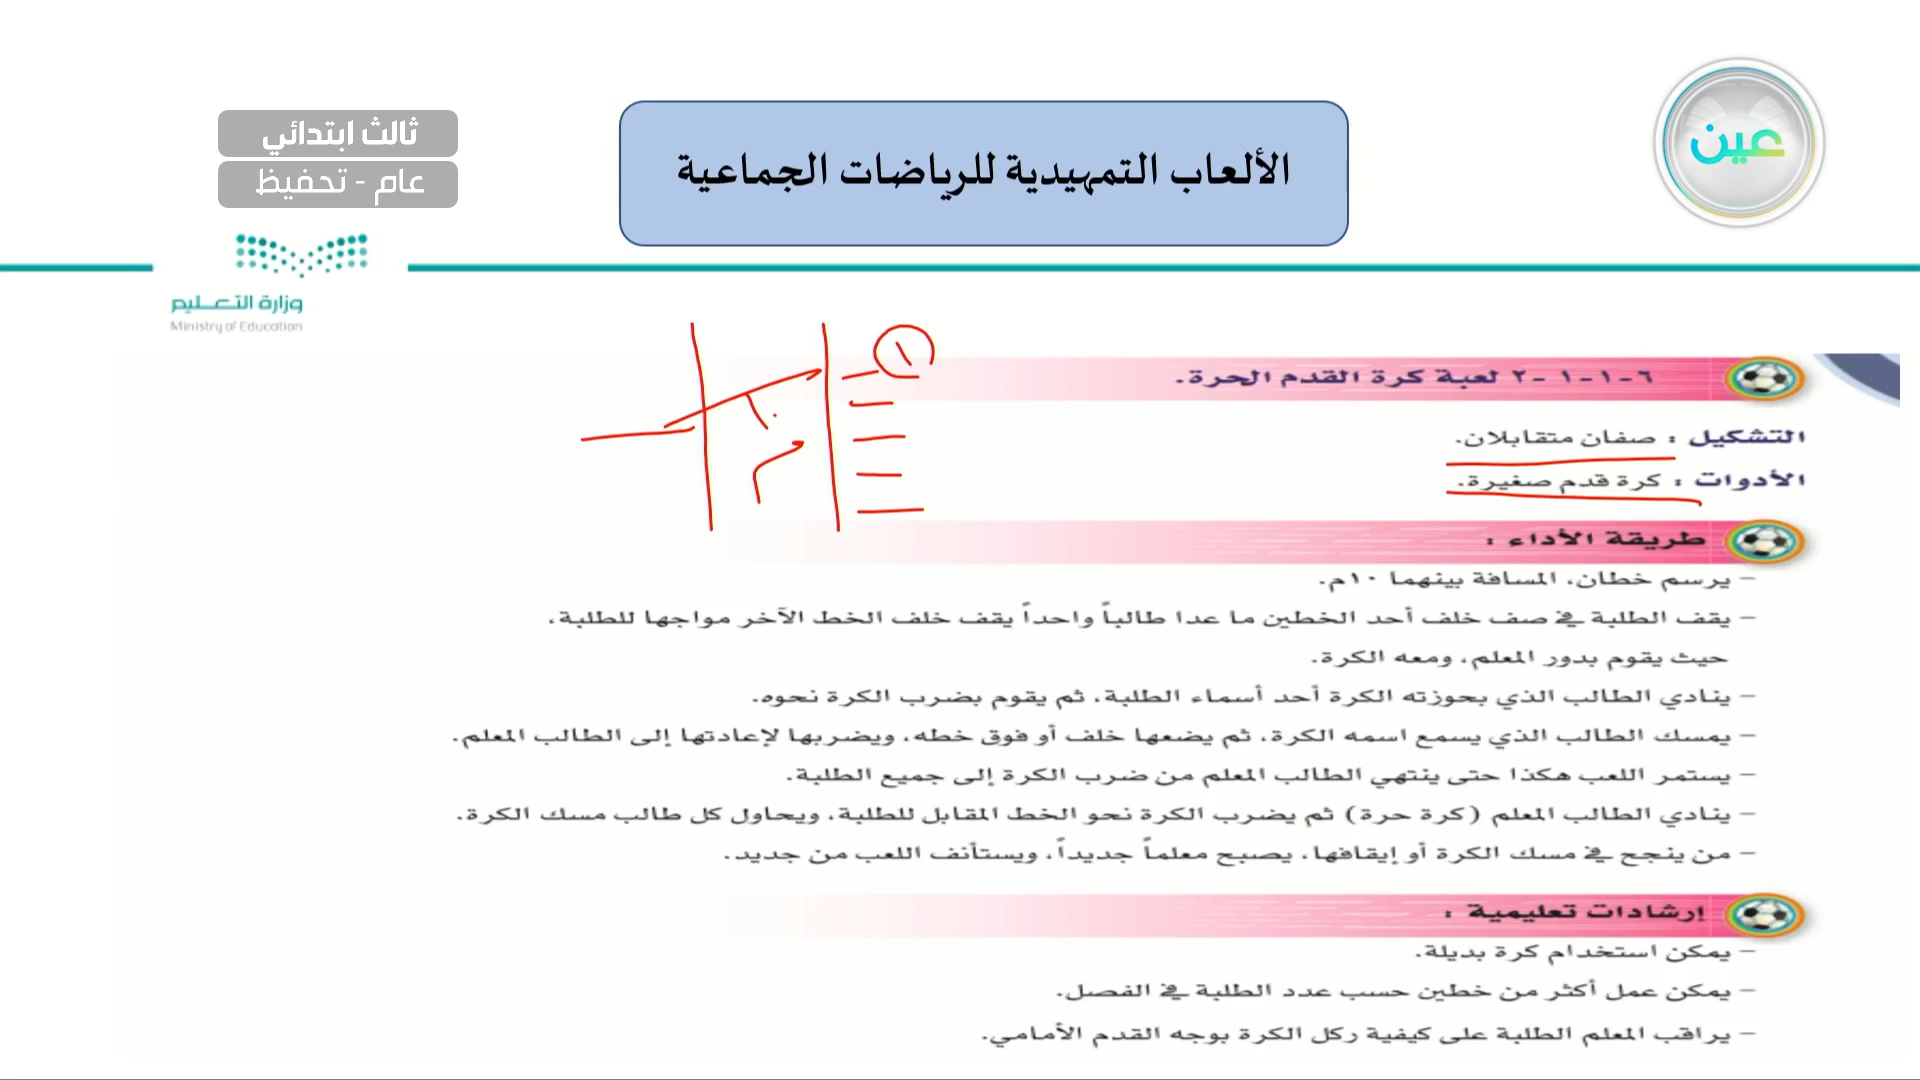 عين
الألعاب التمهيدية للرياضات الجماعية
ثالث ابتدائي
عام - تحفيظ
وزارة التعليم
Ministry of Education
٦-١-١-٢ لعبة كرة القدم الحرة.
التشكيل : صفان متقابلان.
الأدوات : كرة قدم صغيرة.
١
١٠ م
طريقة الأداء :
- يرسم خطان، المسافة بينهما ١٠م.
- يقف الطلبة في صف خلف أحد الخطين ما عدا طالباً واحداً يقف خلف الخط الآخر مواجها للطلبة،
حيث يقوم بدور المعلم، ومعه الكرة.
- ينادي الطالب الذي بحوزته الكرة أحد أسماء الطلبة، ثم يقوم بضرب الكرة نحوه.
- يمسك الطالب الذي يسمع اسمه الكرة، ثم يضعها خلف أو فوق خطه، ويضربها لإعادتها إلى الطالب المعلم.
- يستمر اللعب هكذا حتى ينتهي الطالب المعلم من ضرب الكرة إلى جميع الطلبة.
- ينادي الطالب المعلم (كرة حرة) ثم يضرب الكرة نحو الخط المقابل للطلبة، ويحاول كل طالب مسك الكرة.
- من ينجح في مسك الكرة أو إيقافها، يصبح معلماً جديداً، ويستأنف اللعب من جديد.
إرشادات تعليمية :
- يمكن استخدام كرة بديلة.
- يمكن عمل أكثر من خطين حسب عدد الطلبة في الفصل.
- يراقب المعلم الطلبة على كيفية ركل الكرة بوجه القدم الأمامي.